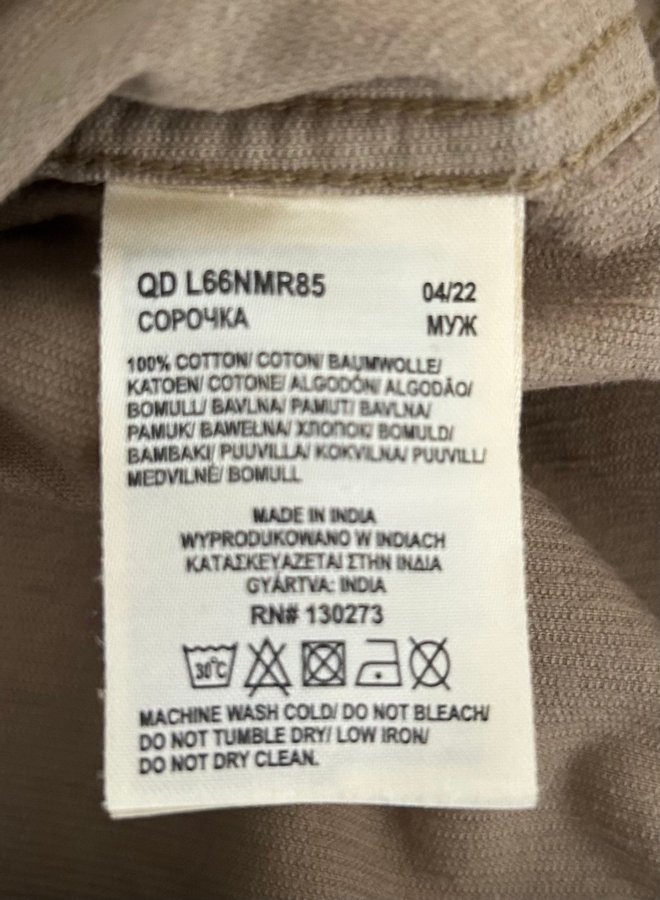 QD L66NMR85 04/22
СОРОЧКА МУЖ
100% COTTON/ COTON/ BAUMWOLLE/
KATOEN/ COTONE/ ALGODÓN/ ALGODÃO/
BOMULL/ BAVLNA/ PAMUT/ BAVLNA/
PAMUK/ BAWEŁNA/ ХЛОПОК/ BOMULD/
BAMBAKI/ PUUVILLA/ KOKVILNA/ PUUVILL/
MEDVILNĖ/ BOMULL
MADE IN INDIA
WYPRODUKOWANO W INDIACH
ΚΑΤΑΣΚΕΥΑΖΕΤΑΙ ΣΤΗΝ ΙΝΔΙΑ
GYÁRTVA: INDIA
RN# 130273
30°C
MACHINE WASH COLD/ DO NOT BLEACH/
DO NOT TUMBLE DRY/ LOW IRON/
DO NOT DRY CLEAN.